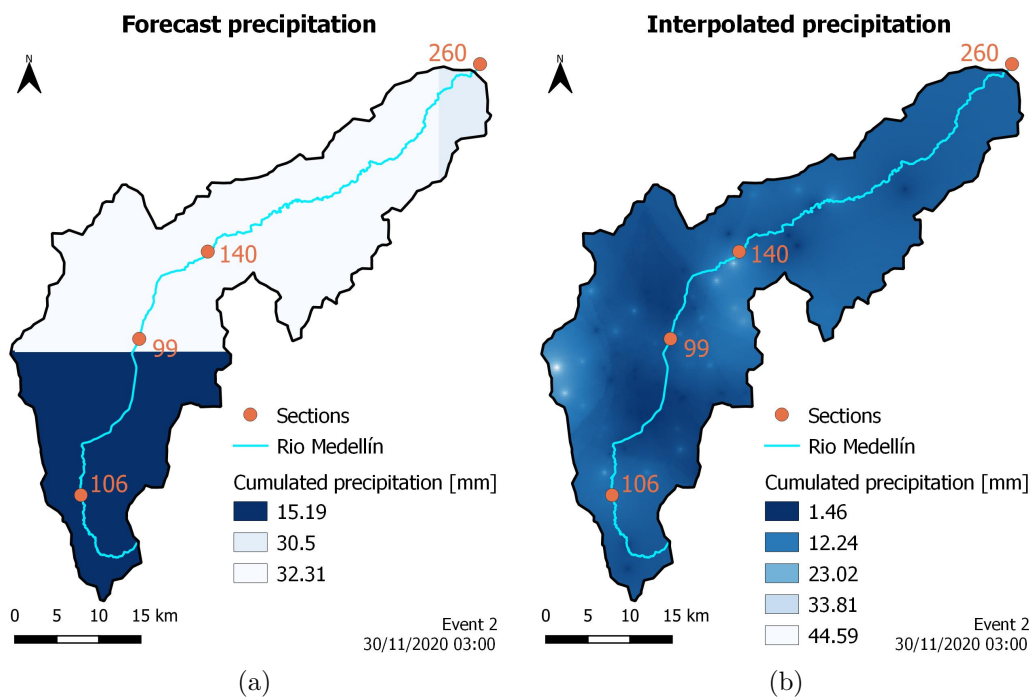 Forecast precipitation
N
260
140
99
106
Sections
Rio Medellín
Cumulated precipitation [mm]
15.19
30.5
32.31
0 5 10 15 km
Event 2
30/11/2020 03:00
(a)
Interpolated precipitation
N
260
140
99
106
Sections
Rio Medellín
Cumulated precipitation [mm]
1.46
12.24
23.02
33.81
44.59
0 5 10 15 km
Event 2
30/11/2020 03:00
(b)